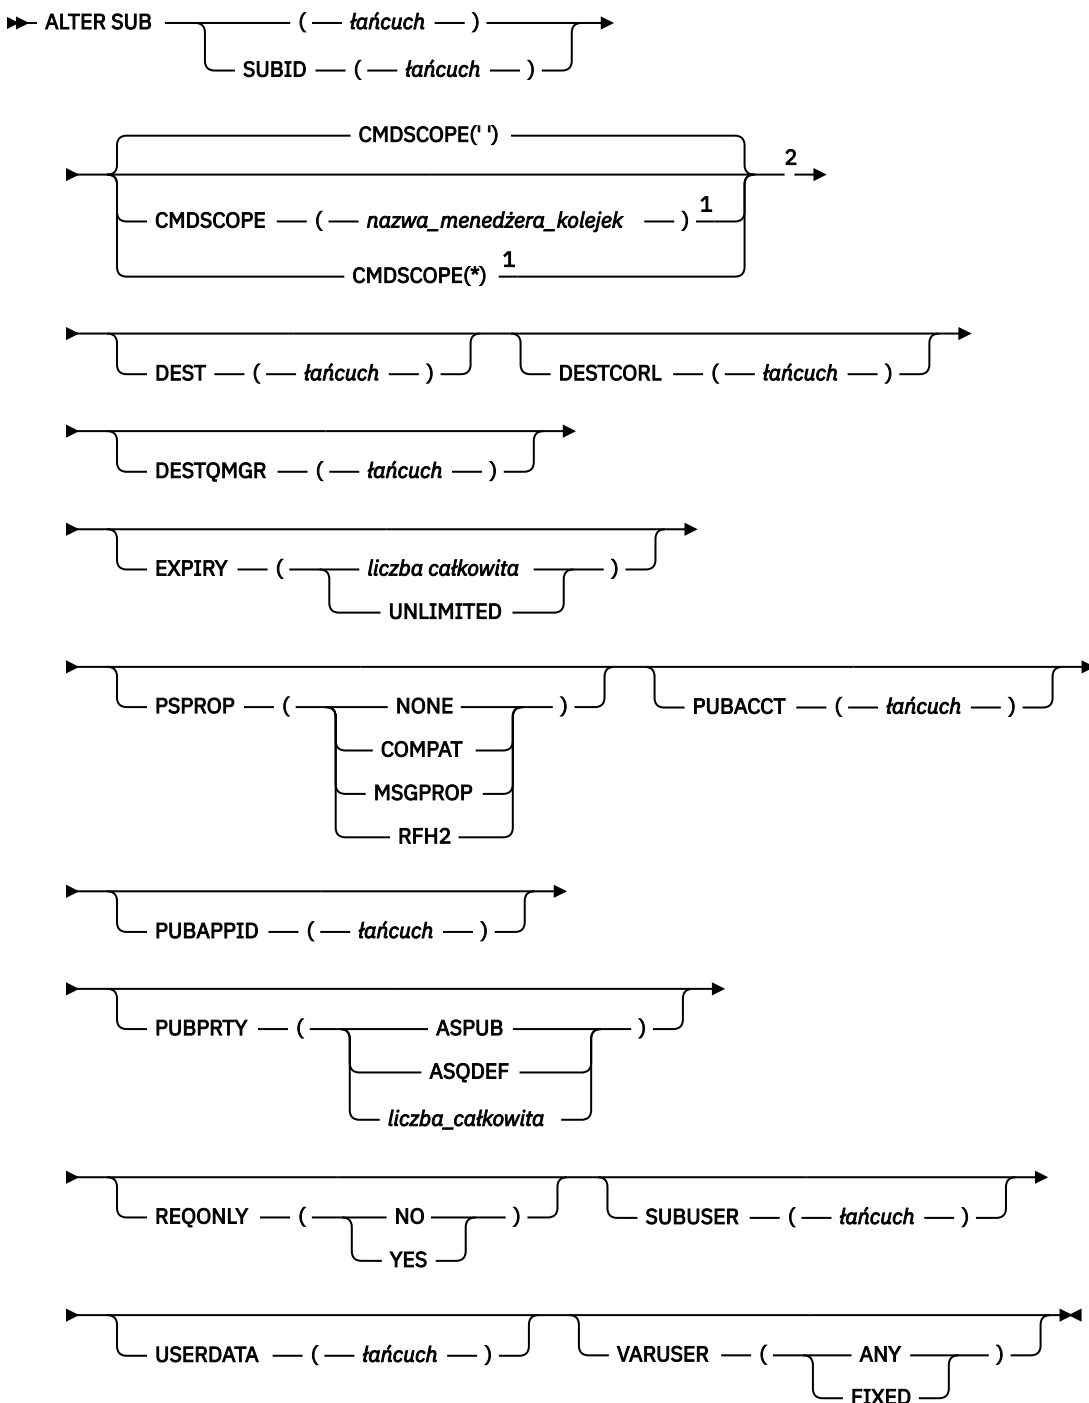 ALTER SUB ( łańcuch )
SUBID ( łańcuch )
CMDSCOPE(' ')
2
CMDSCOPE ( nazwa_menedżera_kolejek ) 1
CMDSCOPE(*) 1
DEST ( łańcuch ) DESTCORL ( łańcuch )
DESTQMGR ( łańcuch )
EXPIRY ( liczba całkowita )
UNLIMITED
PSPROP ( NONE ) PUBACCT ( łańcuch )
COMPAT
MSGPROP
RFH2
PUBAPPID ( łańcuch )
PUBPRTY ( ASPUB )
ASQDEF
liczba_całkowita
REQONLY ( NO ) SUBUSER ( łańcuch )
YES
USERDATA ( łańcuch ) VARUSER ( ANY )
FIXED